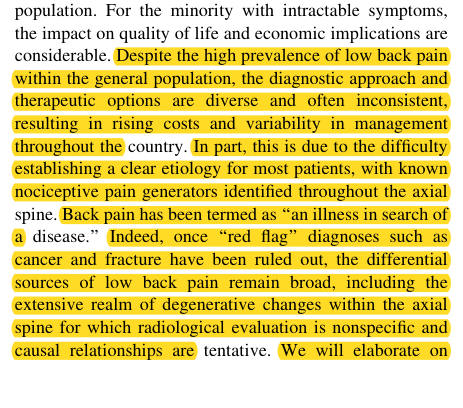 population. For the minority with intractable symptoms,
the impact on quality of life and economic implications are
considerable. Despite the high prevalence of low back pain
within the general population, the diagnostic approach and
therapeutic options are diverse and often inconsistent,
resulting in rising costs and variability in management
throughout the country. In part, this is due to the difficulty
establishing a clear etiology for most patients, with known
nociceptive pain generators identified throughout the axial
spine. Back pain has been termed as “an illness in search of
a disease.” Indeed, once “red flag” diagnoses such as
cancer and fracture have been ruled out, the differential
sources of low back pain remain broad, including the
extensive realm of degenerative changes within the axial
spine for which radiological evaluation is nonspecific and
causal relationships are tentative. We will elaborate on